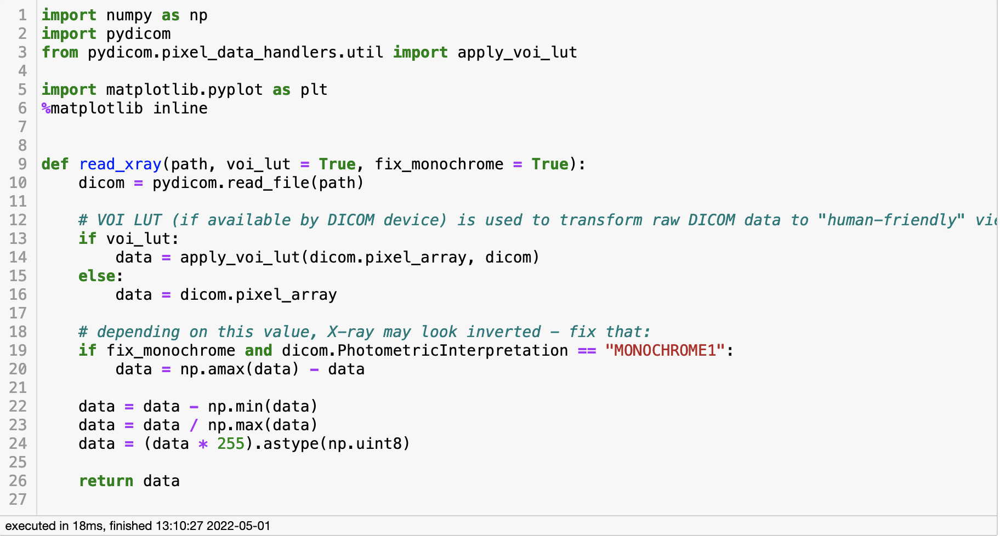 1 import numpy as np
2 import pydicom
3 from pydicom.pixel_data_handlers.util import apply_voi_lut
4
5 import matplotlib.pyplot as plt
6 %matplotlib inline
7
8
9 def read_xray(path, voi_lut = True, fix_monochrome = True):
10     dicom = pydicom.read_file(path)
11
12     # VOI LUT (if available by DICOM device) is used to transform raw DICOM data to "human-friendly"
13     if voi_lut:
14         data = apply_voi_lut(dicom.pixel_array, dicom)
15     else:
16         data = dicom.pixel_array
17
18     # depending on this value, X-ray may look inverted - fix that:
19     if fix_monochrome and dicom.PhotometricInterpretation == "MONOCHROME1":
20         data = np.amax(data) - data
21
22     data = data - np.min(data)
23     data = data / np.max(data)
24     data = (data * 255).astype(np.uint8)
25
26     return data
27
executed in 18ms, finished 13:10:27 2022-05-01